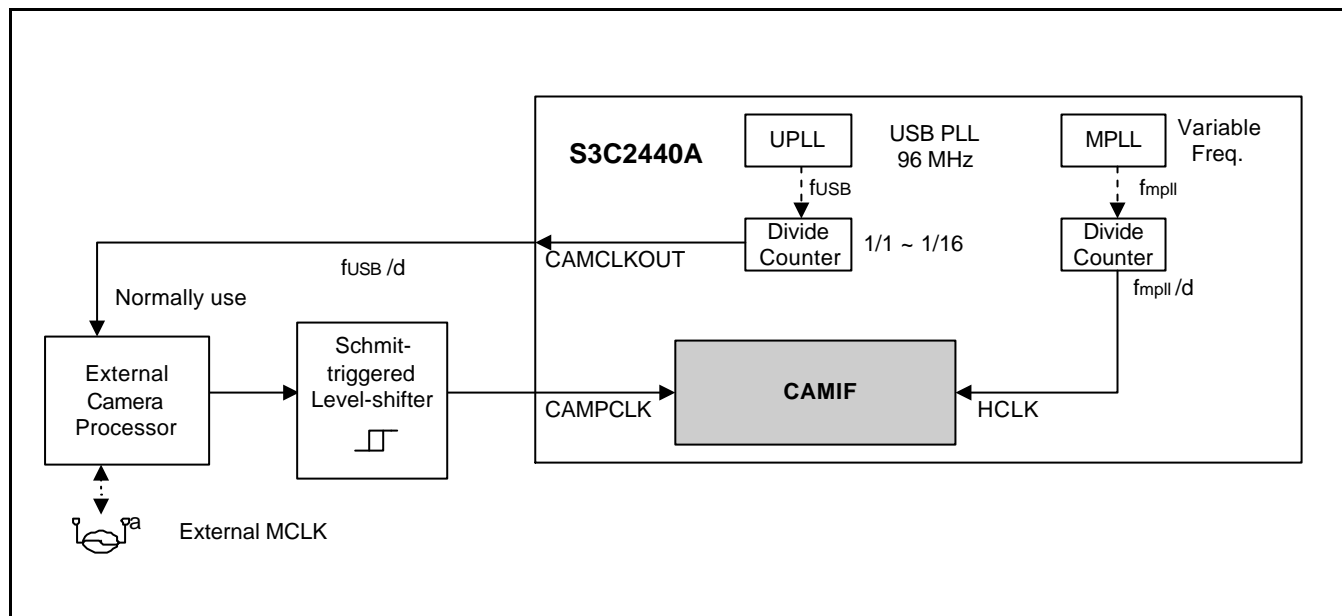 S3C2440A
UPLL
USB PLL
96 MHz
MPLL
Variable
Freq.
fUSB
fmpll
Divide
Counter
1/1 ~ 1/16
Divide
Counter
CAMCLKOUT
fUSB /d
fmpll /d
Normally use
External
Camera
Processor
Schmit-
triggered
Level-shifter
CAMPCLK
CAMIF
HCLK
a
External MCLK